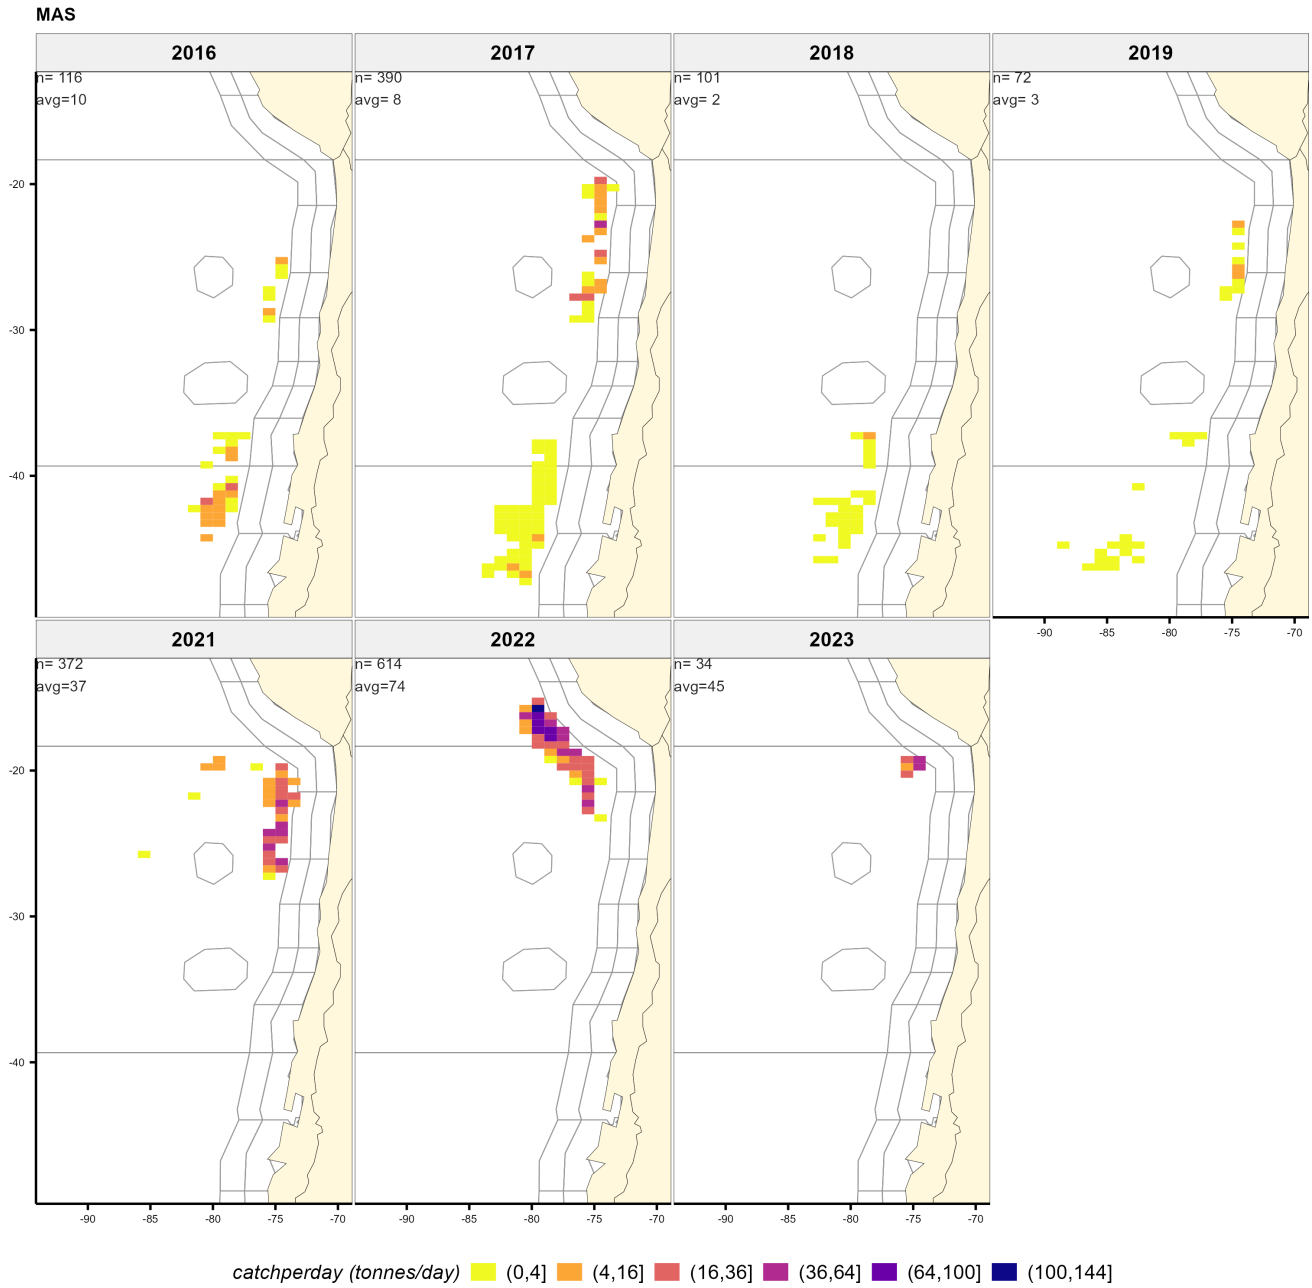 MAS
2016 2017 2018 2019
n= 116 n= 390 n= 101 n= 72
avg=10 avg= 8 avg= 2 avg= 3
-20
-30
-40
-90 -85 -80 -75 -70
2021 2022 2023
n= 372 n= 614 n= 34
avg=37 avg=74 avg=45
-20
-30
-40
-90 -85 -80 -75 -70 -90 -85 -80 -75 -70 -90 -85 -80 -75 -70
catchperday (tonnes/day) (0,4] (4,16] (16,36] (36,64] (64,100] (100,144]